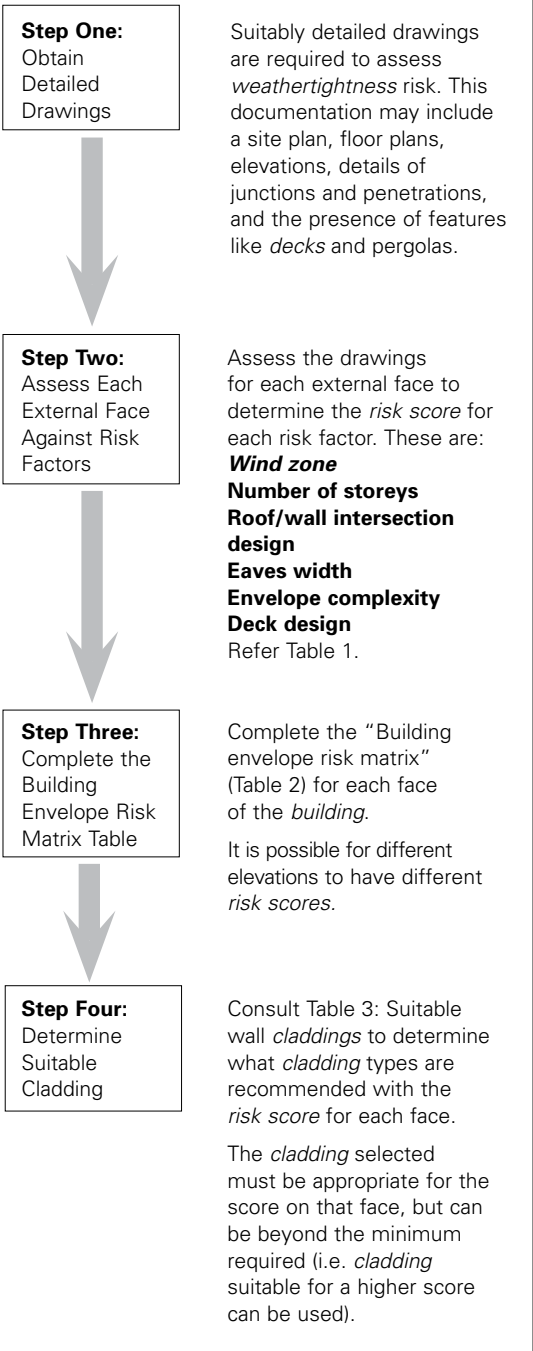 Step One:
Obtain
Detailed
Drawings
Suitably detailed drawings
are required to assess
weathertightness risk. This
documentation may include
a site plan, floor plans,
elevations, details of
junctions and penetrations,
and the presence of features
like decks and pergolas.
Step Two:
Assess Each
External Face
Against Risk
Factors
Assess the drawings
for each external face to
determine the risk score for
each risk factor. These are:
Wind zone
Number of storeys
Roof/wall intersection
design
Eaves width
Envelope complexity
Deck design
Refer Table 1.
Step Three:
Complete the
Building
Envelope Risk
Matrix Table
Complete the “Building
envelope risk matrix”
(Table 2) for each face
of the building.
It is possible for different
elevations to have different
risk scores.
Step Four:
Determine
Suitable
Cladding
Consult Table 3: Suitable
wall claddings to determine
what cladding types are
recommended with the
risk score for each face.
The cladding selected
must be appropriate for the
score on that face, but can
be beyond the minimum
required (i.e. cladding
suitable for a higher score
can be used).